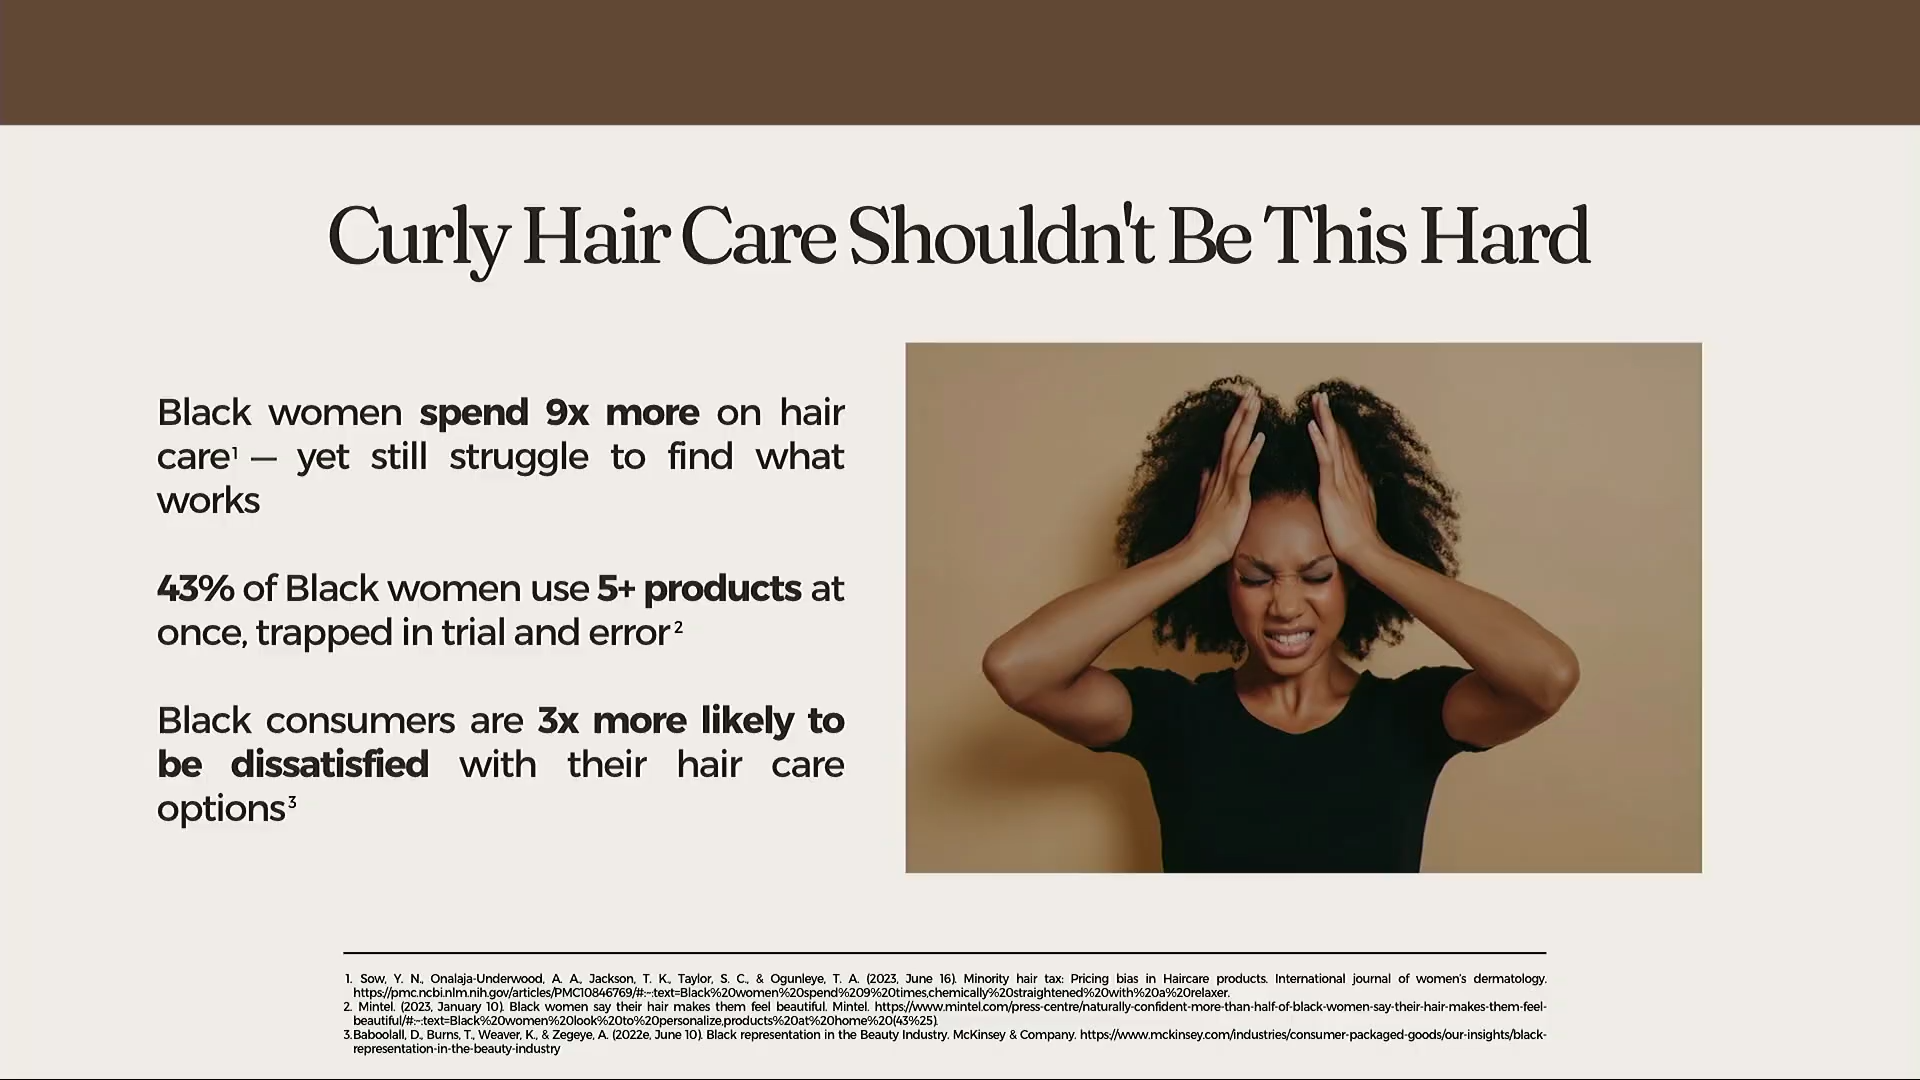 Curly Hair Care Shouldn't Be This Hard
Black women spend 9x more on hair
care¹ — yet still struggle to find what
works
43% of Black women use 5+ products at
once, trapped in trial and error²
Black consumers are 3x more likely to
be dissatisfied with their hair care
options³
1. Sow, Y. N., Onalaja-Underwood, A. A., Jackson, T. K., Taylor, S. C., & Ogunleye, T. A. (2023, June 16). Minority hair tax: Pricing bias in Haircare products. International journal of women's dermatology.
https://pmc.ncbi.nlm.nih.gov/articles/PMC10846769/#:~:text=Black%20women%20spend%209%20times,chemically%20straightened%20with%20a%20relaxer.
2. Mintel. (2023, January 10). Black women say their hair makes them feel beautiful. Mintel. https://www.mintel.com/press-centre/naturally-confident-more-than-half-of-black-women-say-their-hair-makes-them-feel-
beautiful/#:~:text=Black%20women%20look%20to%20personalize,products%20at%20home%20(43%25).
3. Baboolall, D., Burns, T., Weaver, K., & Zegeye, A. (2022e, June 10). Black representation in the Beauty Industry. McKinsey & Company. https://www.mckinsey.com/industries/consumer-packaged-goods/our-insights/black-
representation-in-the-beauty-industry